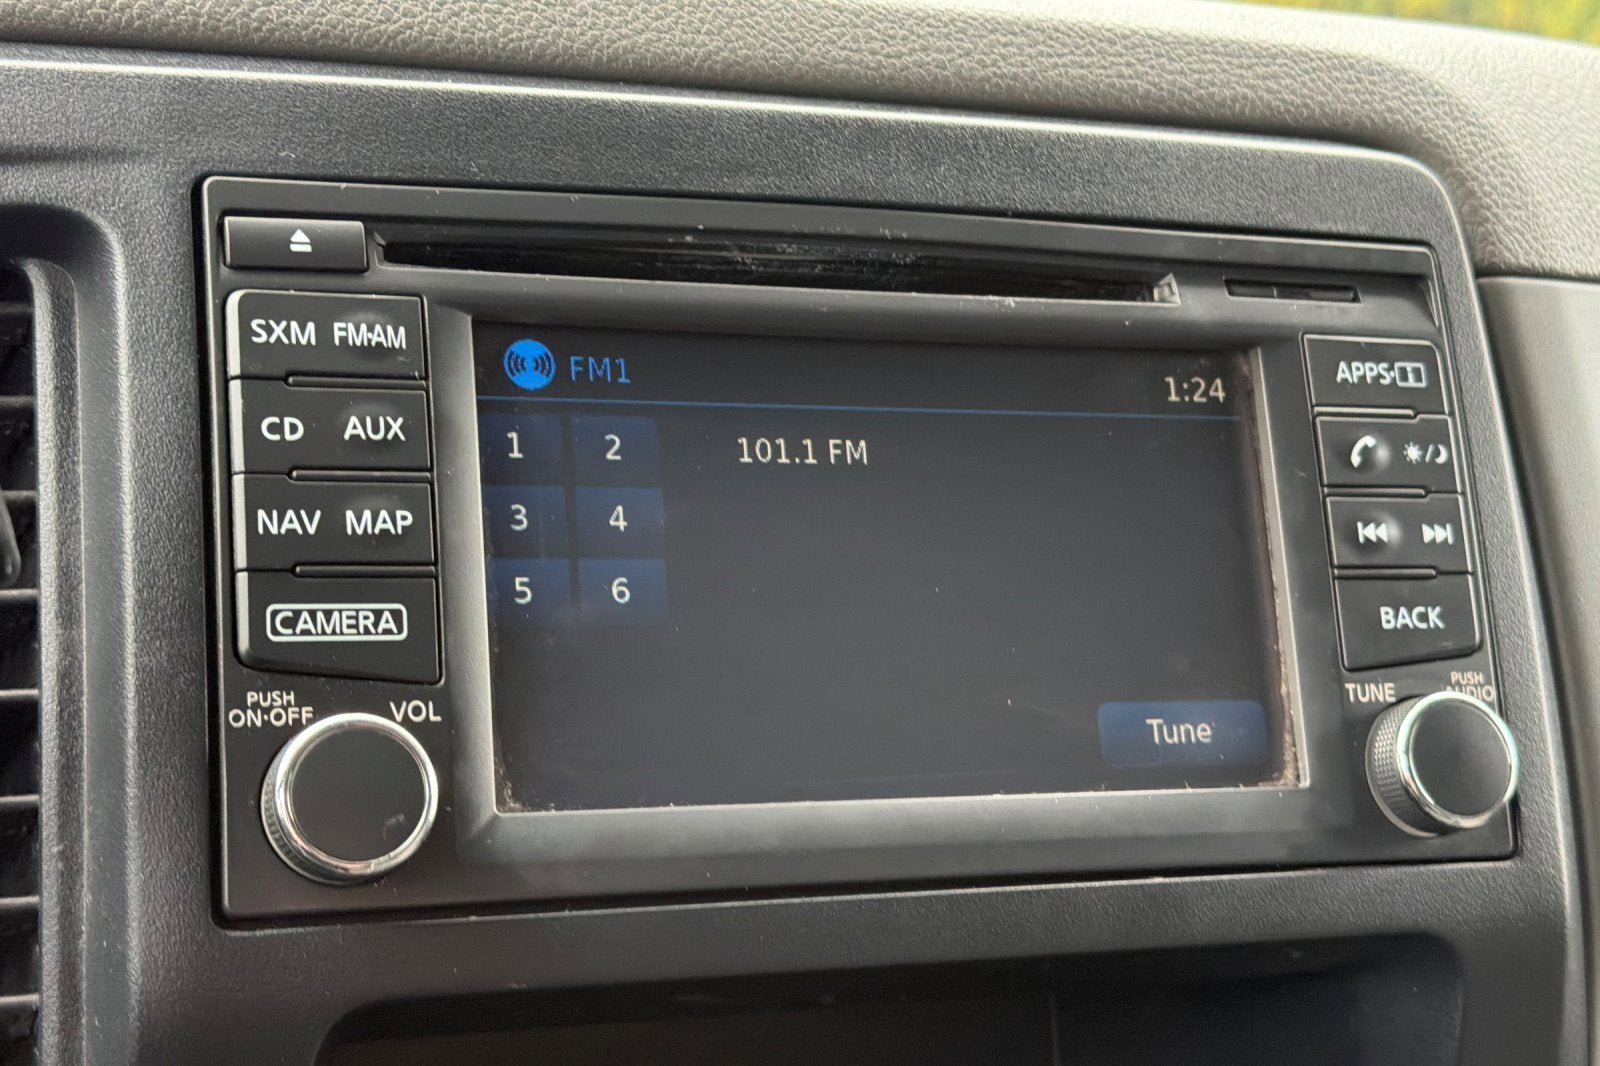 SXM FM·AM
CD AUX
NAV MAP
CAMERA
PUSH
ON·OFF
VOL
FM1
1:24
1 2
101.1 FM
3 4
5 6
Tune
APPS·i
BACK
TUNE
PUSH
AUDIO